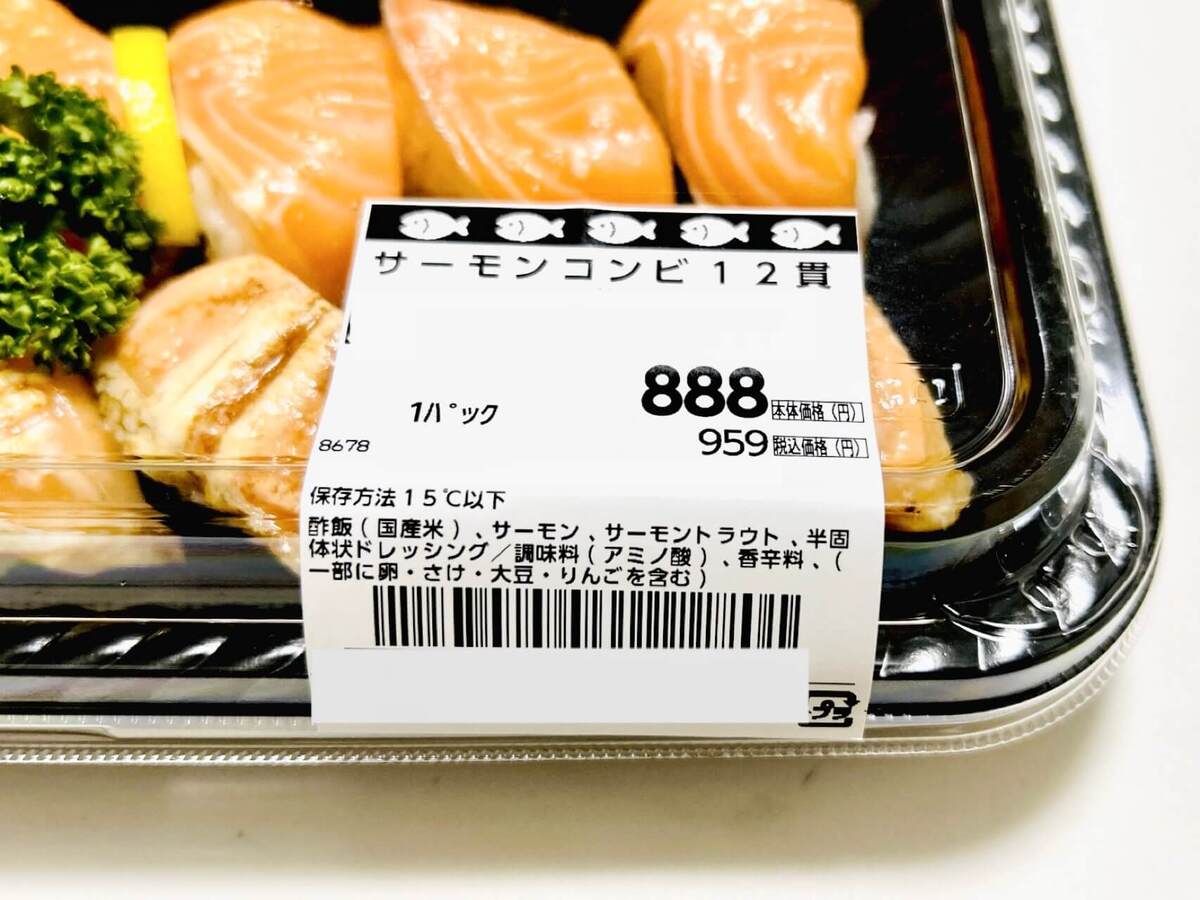 サーモンコンビ１２貫
888 本体価格(円)
1パック
959 税込価格(円)
8678
保存方法１５℃以下
酢飯(国産米)、サーモン、サーモントラウト、半固
体状ドレッシング／調味料(アミノ酸)、香辛料、(
一部に卵・さけ・大豆・りんごを含む)
プラ